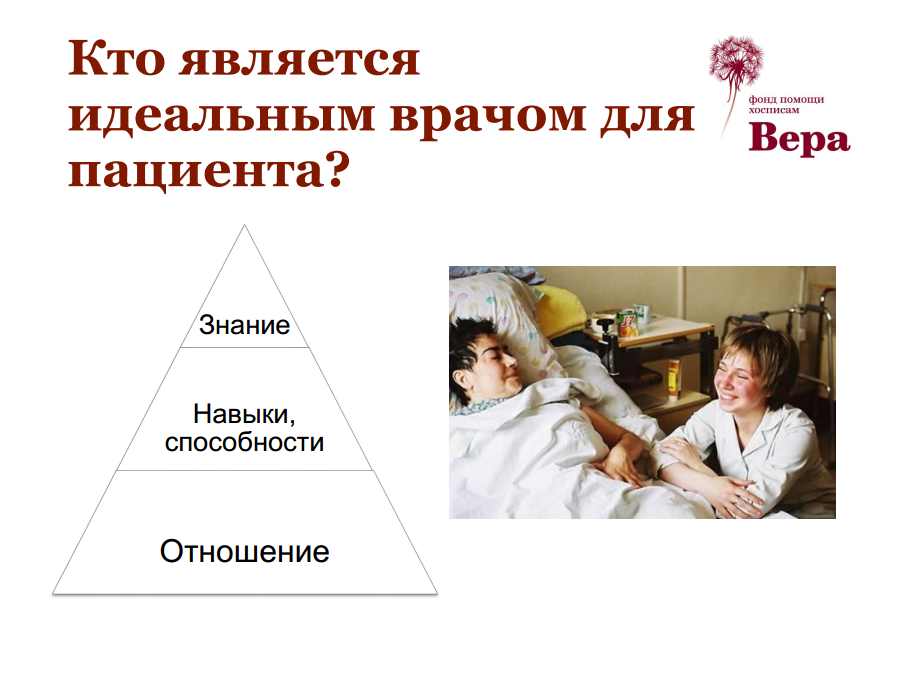 Кто является
идеальным врачом для
пациента?
фонд помощи
хосписам
Вера
Знание
Навыки,
способности
Отношение